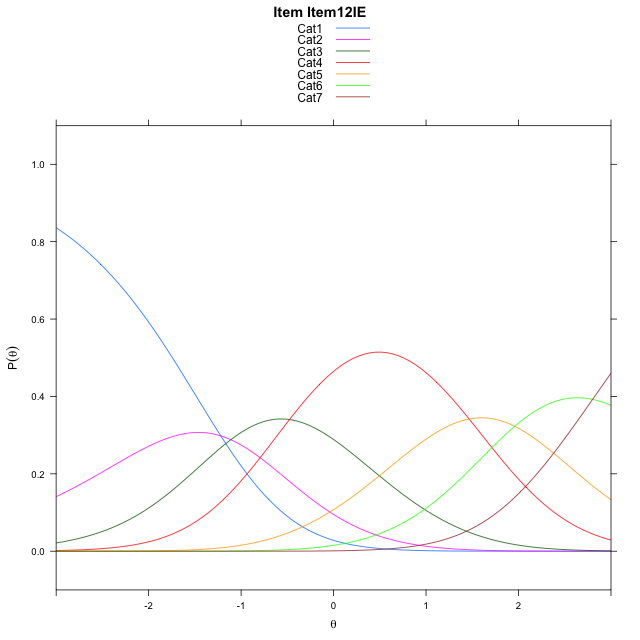 Item Item12IE
Cat1
Cat2
Cat3
Cat4
Cat5
Cat6
Cat7
1.0
0.8
0.6
0.4
0.2
0.0
P(θ)
-2 -1 0 1 2
θ